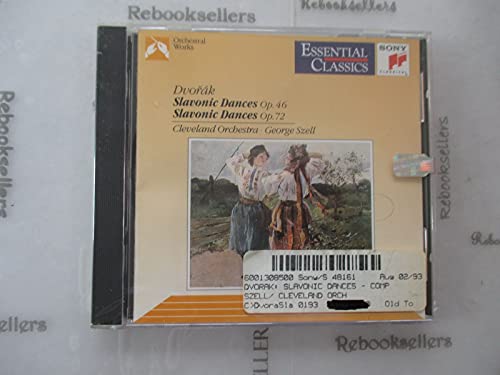 Rebooksellers
Orchestral
Works
ESSENTIAL
CLASSICS
SONY
CLASSICAL
Dvořák
Slavonic Dances Op. 46
Slavonic Dances Op. 72
Cleveland Orchestra · George Szell
6001308500 Sony/S 48161 Aug 02/93
DVORAK: SLAVONIC DANCES - COMP
SZELL/ CLEVELAND ORCH
C:DvoraSla 0193 Old To
Rebooksellers
Rebooksellers
Rebooksellers